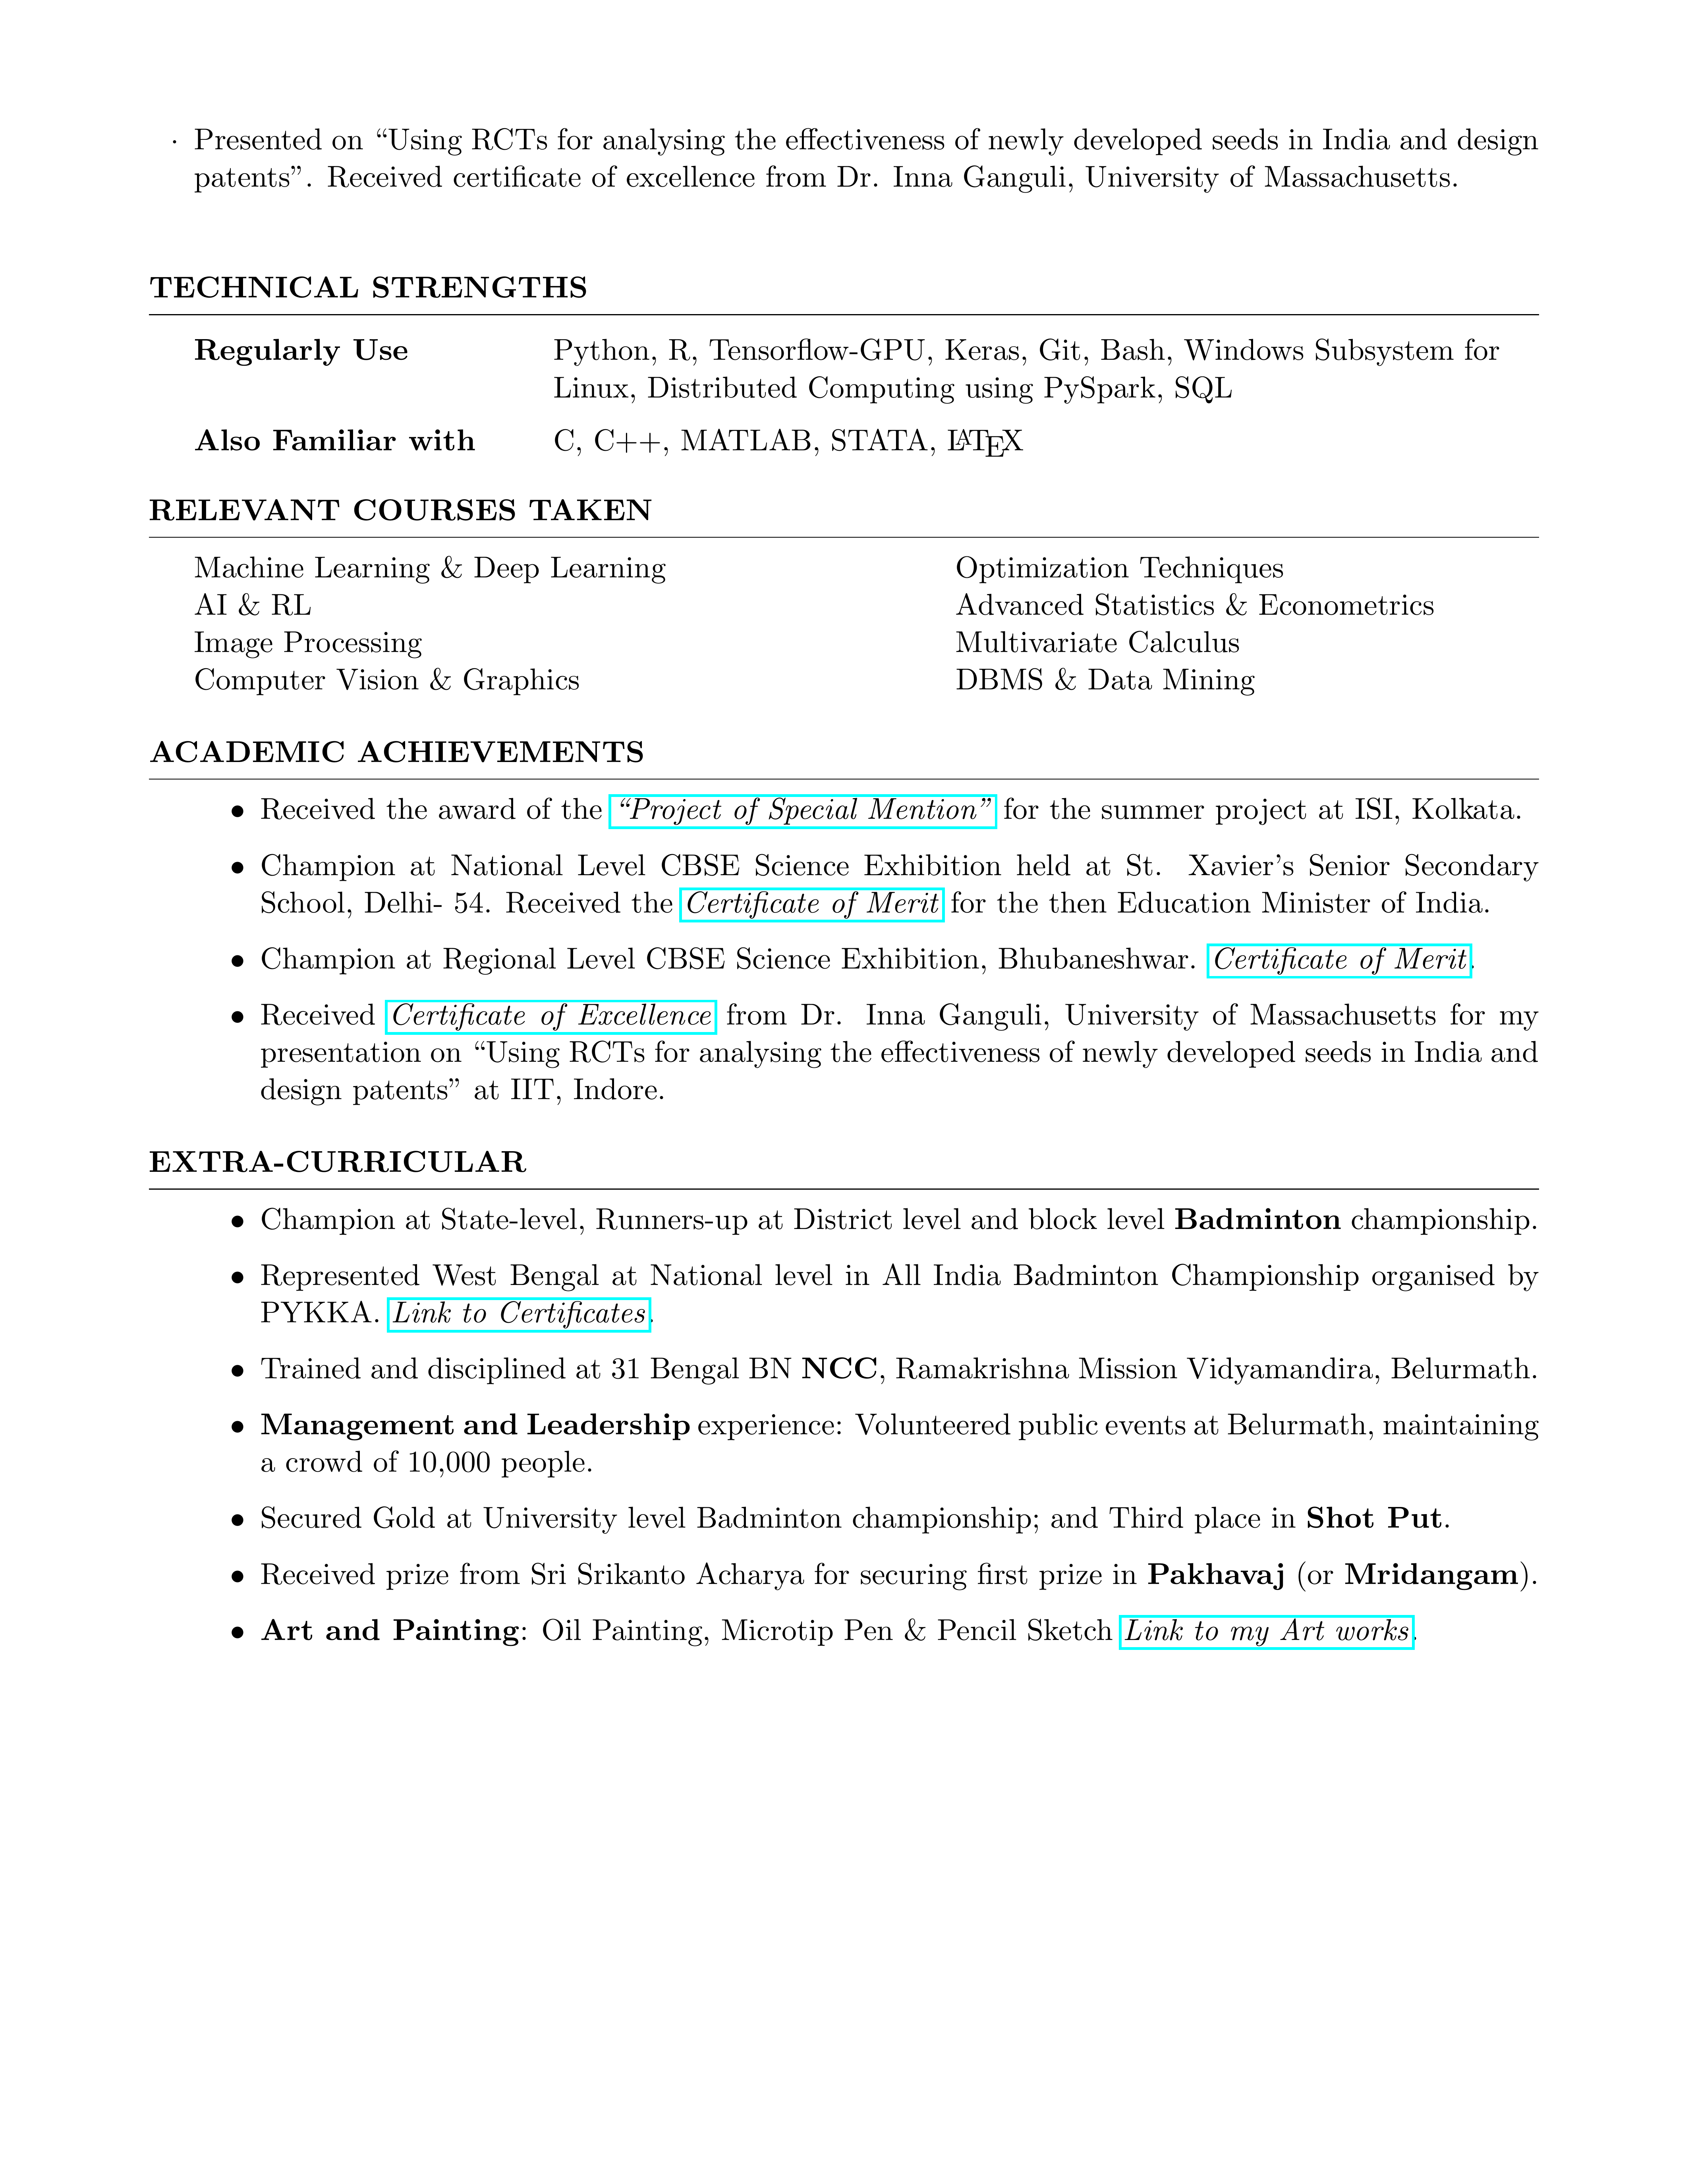 · Presented on “Using RCTs for analysing the effectiveness of newly developed seeds in India and design
patents”. Received certificate of excellence from Dr. Inna Ganguli, University of Massachusetts.
TECHNICAL STRENGTHS
Regularly Use Python, R, Tensorflow-GPU, Keras, Git, Bash, Windows Subsystem for
Linux, Distributed Computing using PySpark, SQL
Also Familiar with C, C++, MATLAB, STATA, LATEX
RELEVANT COURSES TAKEN
Machine Learning & Deep Learning Optimization Techniques
AI & RL Advanced Statistics & Econometrics
Image Processing Multivariate Calculus
Computer Vision & Graphics DBMS & Data Mining
ACADEMIC ACHIEVEMENTS
• Received the award of the “Project of Special Mention” for the summer project at ISI, Kolkata.
• Champion at National Level CBSE Science Exhibition held at St. Xavier's Senior Secondary
School, Delhi- 54. Received the Certificate of Merit for the then Education Minister of India.
• Champion at Regional Level CBSE Science Exhibition, Bhubaneshwar. Certificate of Merit.
• Received Certificate of Excellence from Dr. Inna Ganguli, University of Massachusetts for my
presentation on “Using RCTs for analysing the effectiveness of newly developed seeds in India and
design patents” at IIT, Indore.
EXTRA-CURRICULAR
• Champion at State-level, Runners-up at District level and block level Badminton championship.
• Represented West Bengal at National level in All India Badminton Championship organised by
PYKKA. Link to Certificates.
• Trained and disciplined at 31 Bengal BN NCC, Ramakrishna Mission Vidyamandira, Belurmath.
• Management and Leadership experience: Volunteered public events at Belurmath, maintaining
a crowd of 10,000 people.
• Secured Gold at University level Badminton championship; and Third place in Shot Put.
• Received prize from Sri Srikanto Acharya for securing first prize in Pakhavaj (or Mridangam).
• Art and Painting: Oil Painting, Microtip Pen & Pencil Sketch Link to my Art works.